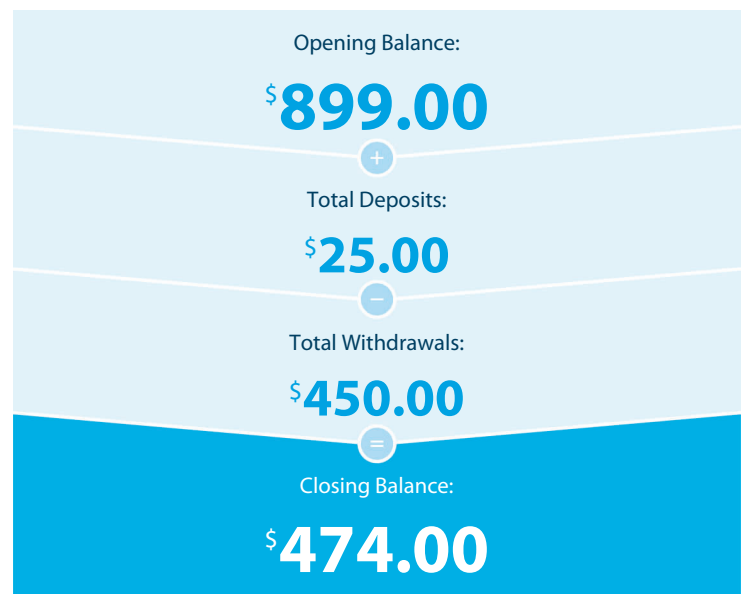 Opening Balance:
$899.00
+
Total Deposits:
$25.00
−
Total Withdrawals:
$450.00
=
Closing Balance:
$474.00